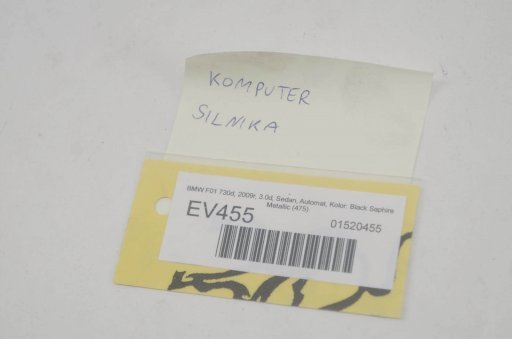 KOMPUTER
SILNIKA
BMW F01 730d, 2009r, 3.0d, Sedan, Automat, Kolor: Black Saphire
Metallic (475)
EV455
01520455